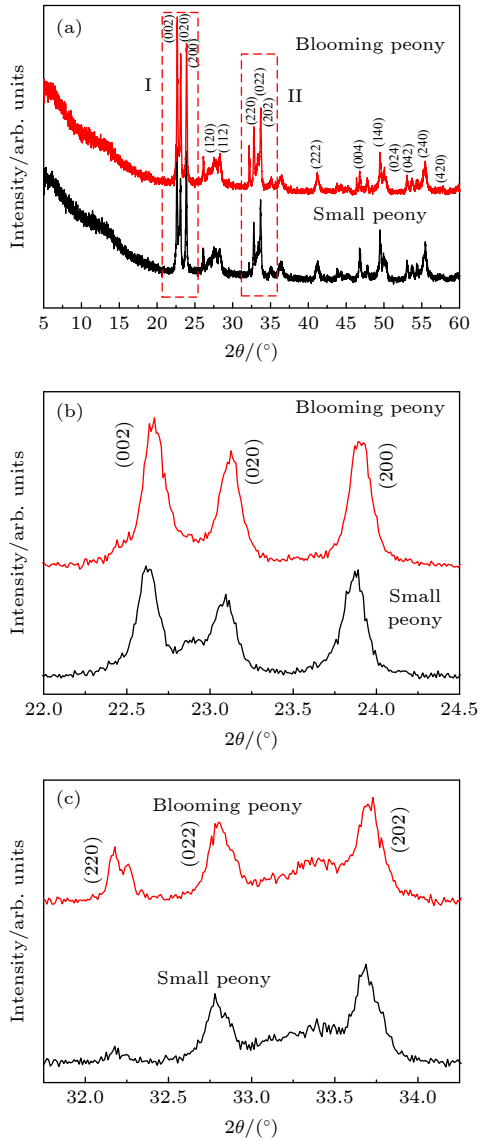 (a)
Blooming peony
(002)
(020)
(200)
I
II
(120)
(112)
(220)
(022)
(202)
(222)
(004)
(140)
(024)
(042)
(240)
(420)
Small peony
Intensity/arb. units
5 10 15 20 25 30 35 40 45 50 55 60
2θ/(°)
(b)
Blooming peony
(002)
(020)
(200)
Small
peony
Intensity/arb. units
22.0 22.5 23.0 23.5 24.0 24.5
2θ/(°)
(c)
Blooming peony
(220)
(022)
(202)
Small peony
Intensity/arb. units
32.0 32.5 33.0 33.5 34.0
2θ/(°)